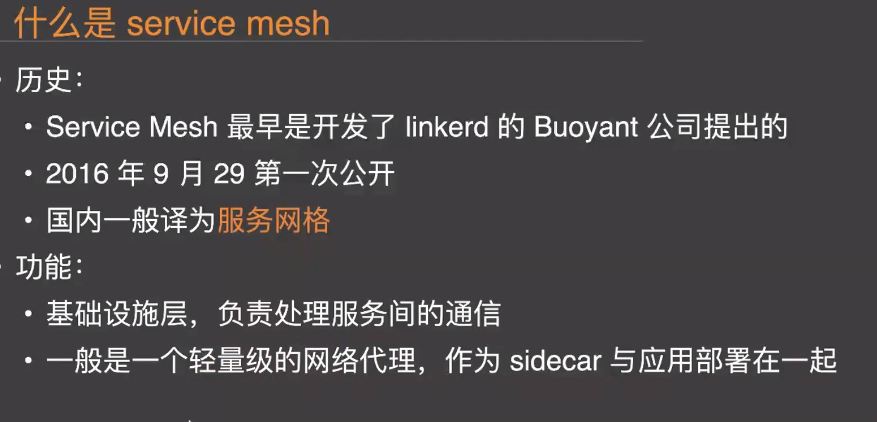 什么是 service mesh
• 历史：
• Service Mesh 最早是开发了 linkerd 的 Buoyant 公司提出的
• 2016 年 9 月 29 第一次公开
• 国内一般译为服务网格
• 功能：
• 基础设施层，负责处理服务间的通信
• 一般是一个轻量级的网络代理，作为 sidecar 与应用部署在一起